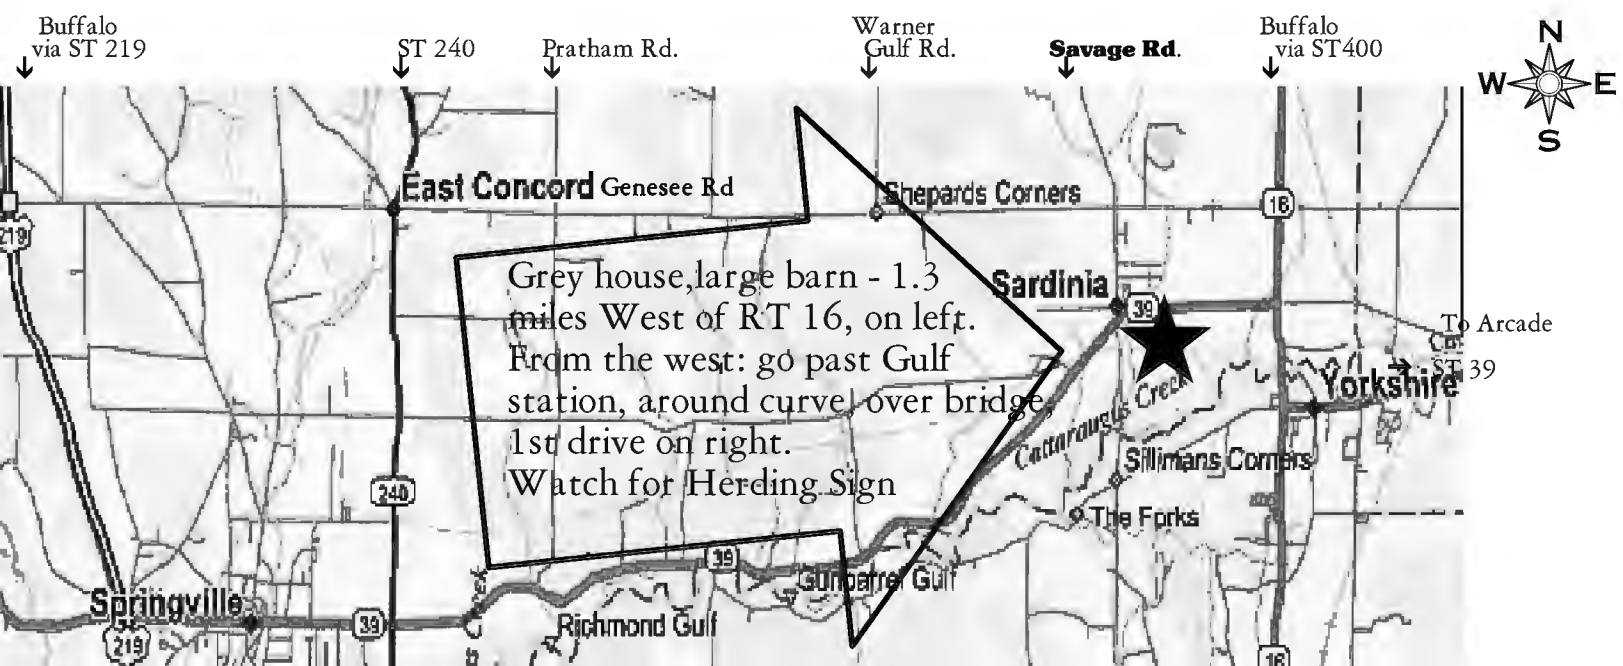 Buffalo
via ST 219
ST 240
Pratham Rd.
Warner
Gulf Rd.
Savage Rd.
Buffalo
via ST400
N
W
E
S
East Concord
Genesee Rd
Shepards Corners
16
219
Grey house,large barn - 1.3
miles West of RT 16, on left.
From the west: go past Gulf
station, around curve, over bridge,
1st drive on right.
Watch for Herding Sign
Sardinia
39
To Arcade
ST 39
Yorkshire
Cattaraugus Creek
Sillimans Corners
240
The Forks
39
Gunbarrel Gulf
Creek
Springville
39
Richmond Gulf
219
16